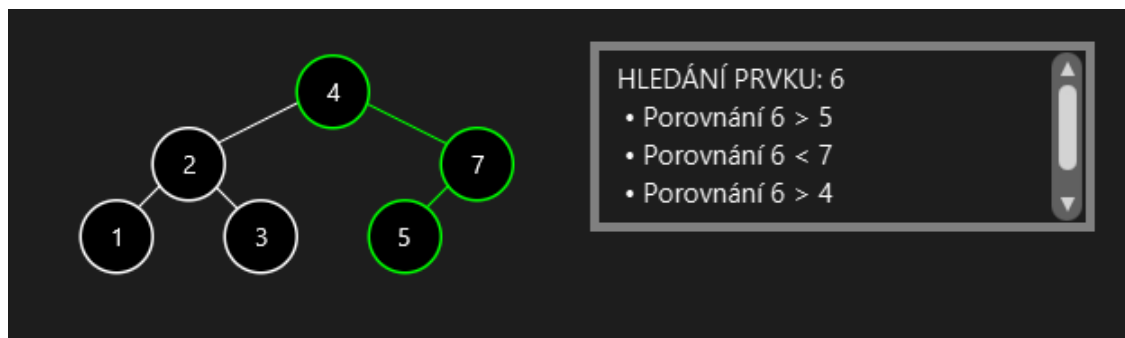 4
2
7
1
3
5
HLEDÁNÍ PRVKU: 6
• Porovnání 6 > 5
• Porovnání 6 < 7
• Porovnání 6 > 4